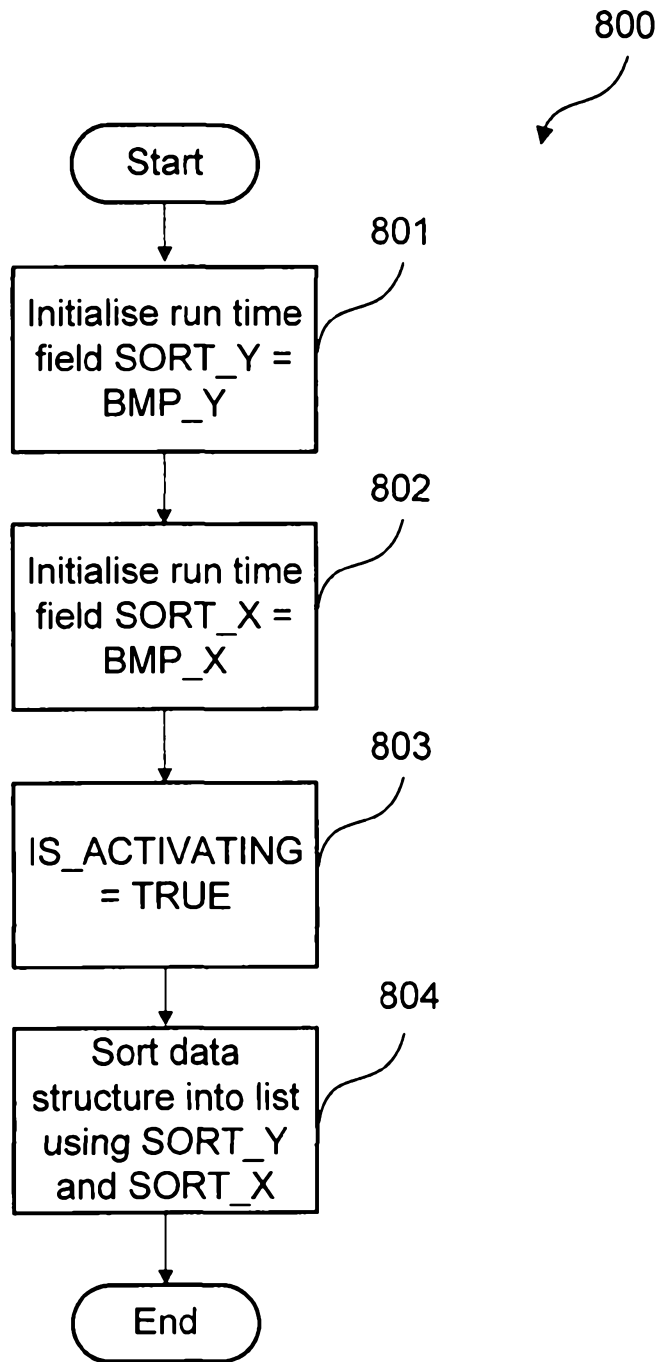 800
Start
801
Initialise run time
field SORT_Y =
BMP_Y
802
Initialise run time
field SORT_X =
BMP_X
803
IS_ACTIVATING
= TRUE
804
Sort data
structure into list
using SORT_Y
and SORT_X
End